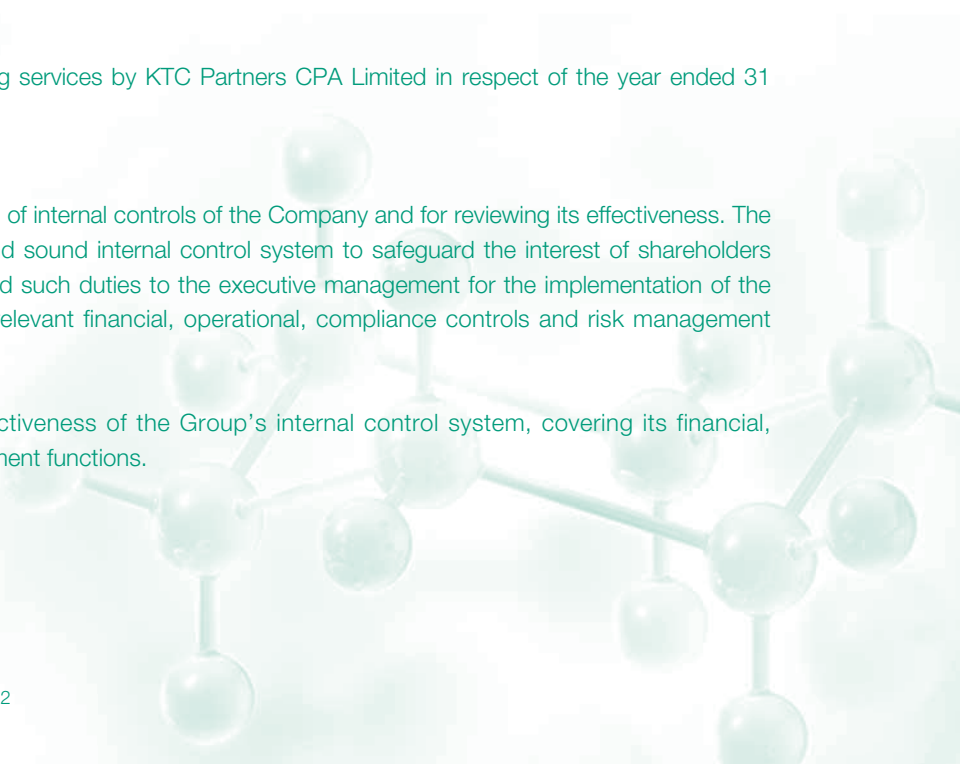 g services by KTC Partners CPA Limited in respect of the year ended 31
of internal controls of the Company and for reviewing its effectiveness. The
d sound internal control system to safeguard the interest of shareholders
d such duties to the executive management for the implementation of the
elevant financial, operational, compliance controls and risk management
ctiveness of the Group's internal control system, covering its financial,
nent functions.
2